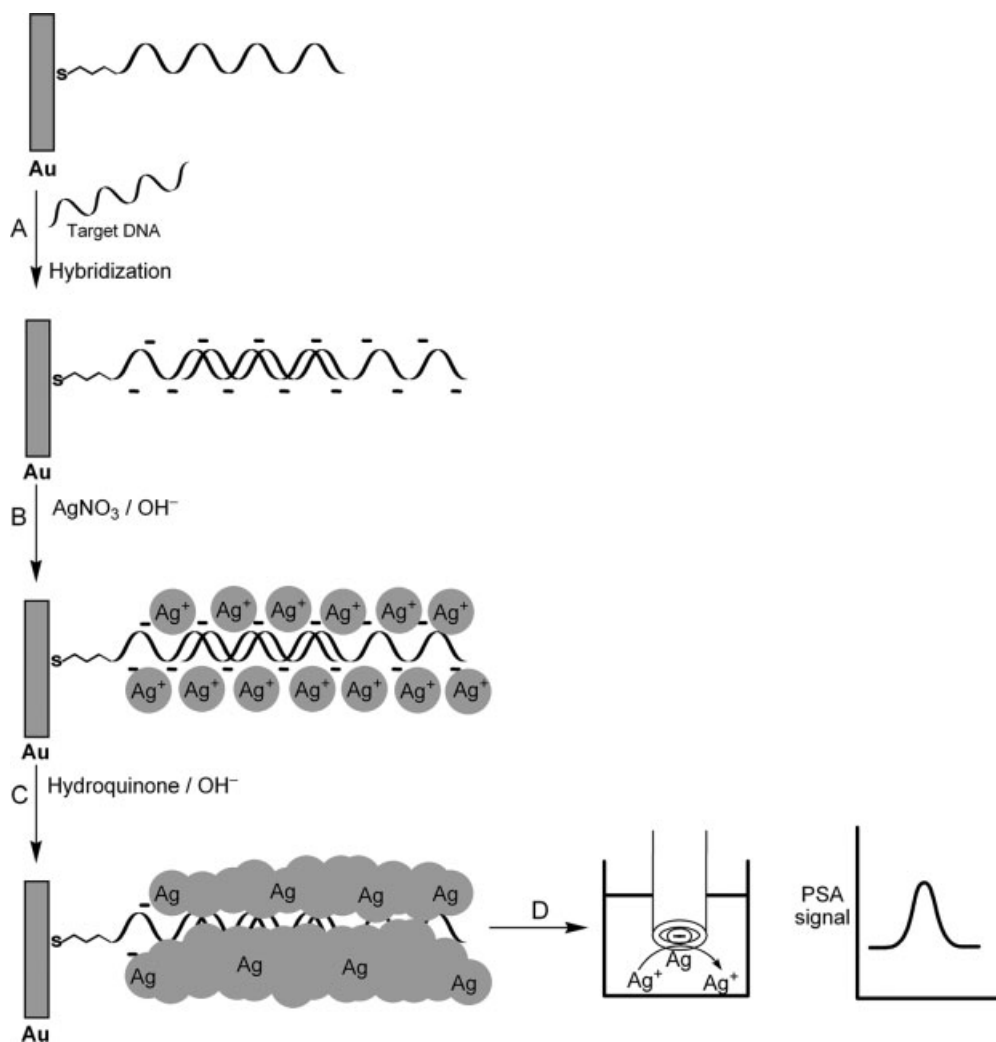 s
Au
A
Target DNA
Hybridization
s
Au
B
AgNO₃ / OH⁻
Ag⁺ Ag⁺ Ag⁺ Ag⁺ Ag⁺ Ag⁺
s
Ag⁺ Ag⁺ Ag⁺ Ag⁺ Ag⁺ Ag⁺ Ag⁺
Au
C
Hydroquinone / OH⁻
Ag Ag Ag Ag
s
Ag Ag Ag Ag
Au
D
Ag
Ag⁺ Ag⁺
PSA
signal